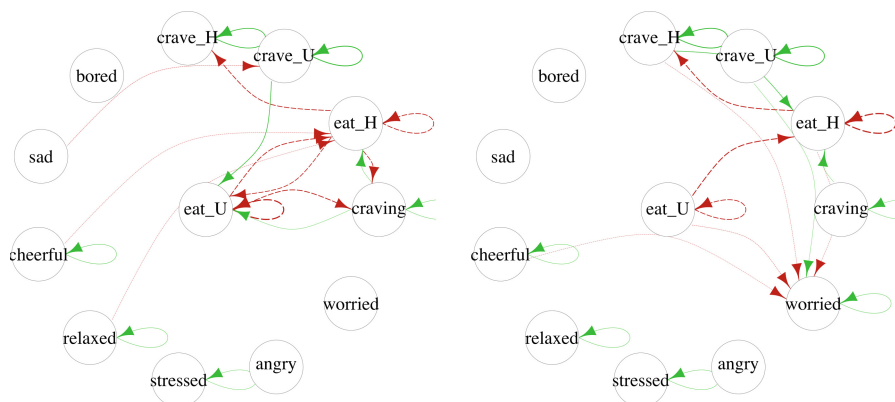 crave_H
crave_U
bored
eat_H
sad
eat_U
craving
cheerful
worried
relaxed
angry
stressed
crave_H
crave_U
bored
eat_H
sad
eat_U
craving
cheerful
worried
relaxed
angry
stressed